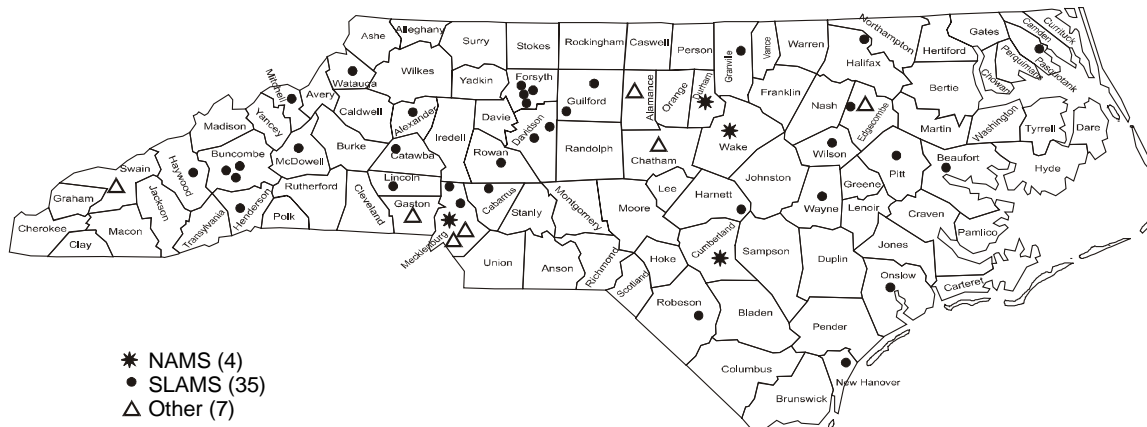 Ashe
Alleghany
Surry
Stokes
Rockingham
Caswell
Person
Granville
Vance
Warren
Northampton
Halifax
Hertford
Gates
Camden
Currituck
Pasquotank
Perquimans
Chowan
Bertie
Mitchell
Watauga
Wilkes
Yadkin
Forsyth
Guilford
Alamance
Orange
Durham
Franklin
Nash
Edgecombe
Martin
Washington
Tyrrell
Dare
Avery
Caldwell
Alexander
Davie
Iredell
Davidson
Randolph
Chatham
Wake
Wilson
Pitt
Beaufort
Hyde
Yancey
Madison
Buncombe
McDowell
Burke
Catawba
Rowan
Swain
Haywood
Graham
Jackson
Cherokee
Macon
Clay
Transylvania
Henderson
Rutherford
Polk
Cleveland
Lincoln
Gaston
Mecklenburg
Cabarrus
Stanly
Montgomery
Moore
Lee
Harnett
Johnston
Wayne
Greene
Lenoir
Craven
Pamlico
Union
Anson
Richmond
Scotland
Hoke
Cumberland
Sampson
Duplin
Jones
Onslow
Carteret
Robeson
Bladen
Pender
Columbus
Brunswick
New Hanover
NAMS (4)
SLAMS (35)
Other (7)